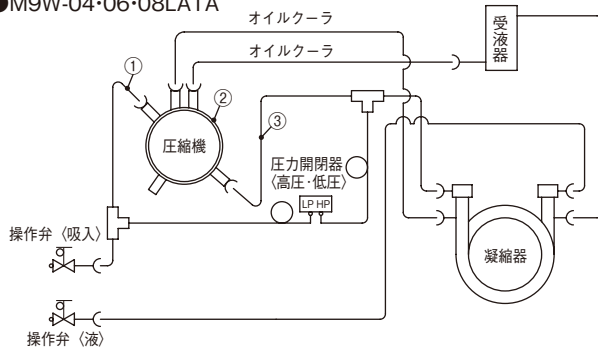 ●M9W-04・06・08LATA
オイルクーラ
オイルクーラ
受液器
①
②
③
圧縮機
圧力開閉器
〈高圧・低圧〉
LP HP
操作弁〈吸入〉
凝縮器
操作弁〈液〉